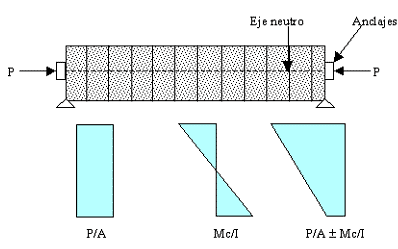 Eje neutro
Anclajes
P
P
P/A
Mc/I
P/A ± Mc/I